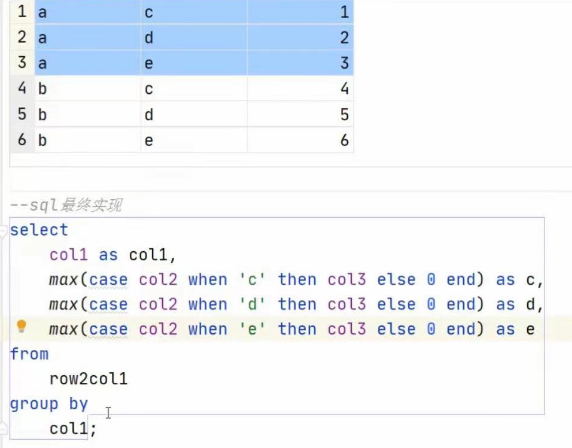 1 a c 1
2 a d 2
3 a e 3
4 b c 4
5 b d 5
6 b e 6
--sql最终实现
select
col1 as col1,
max(case col2 when 'c' then col3 else 0 end) as c,
max(case col2 when 'd' then col3 else 0 end) as d,
max(case col2 when 'e' then col3 else 0 end) as e
from
row2col1
group by
col1;